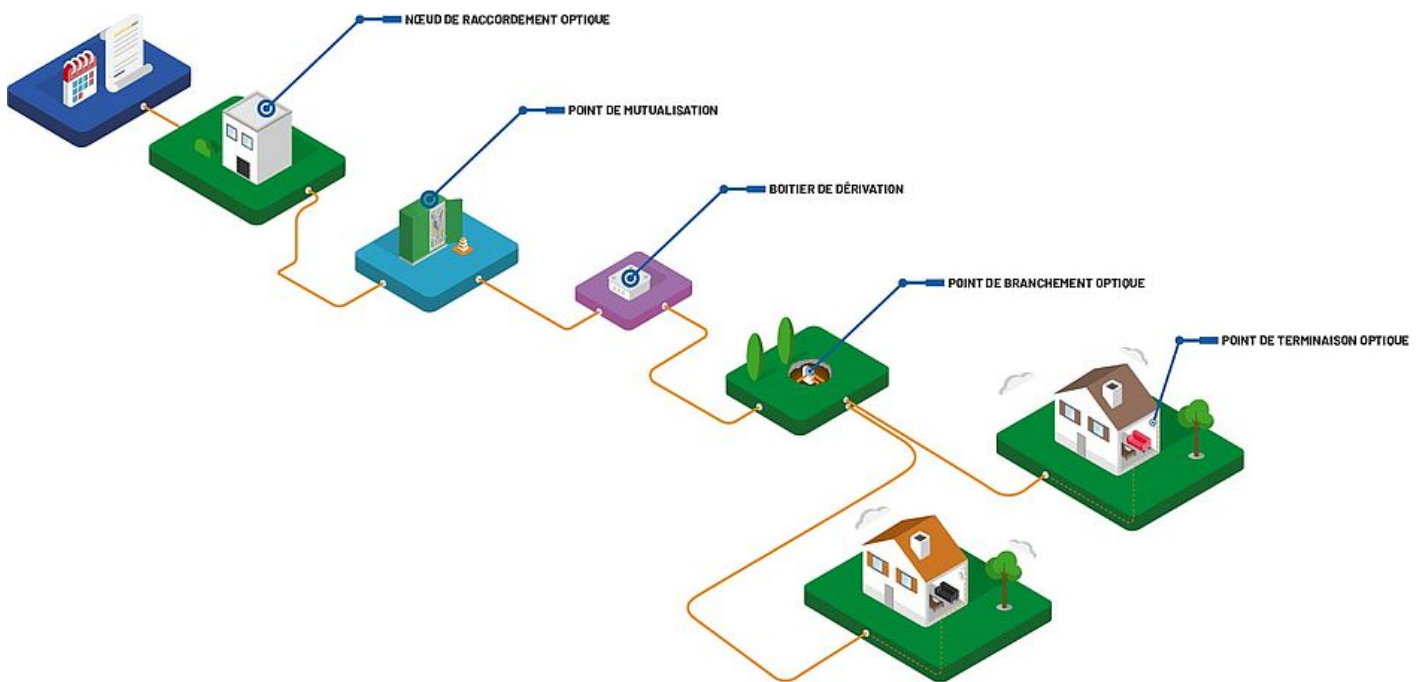 NŒUD DE RACCORDEMENT OPTIQUE
POINT DE MUTUALISATION
BOITIER DE DÉRIVATION
POINT DE BRANCHEMENT OPTIQUE
POINT DE TERMINAISON OPTIQUE